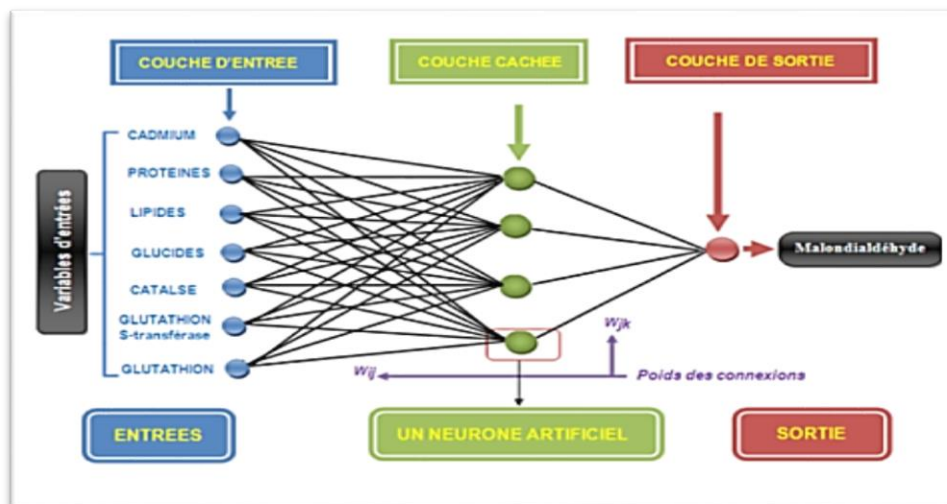 COUCHE D'ENTREE
COUCHE CACHEE
COUCHE DE SORTIE
Variables d'entrées
CADMIUM
PROTEINES
LIPIDES
GLUCIDES
CATALSE
GLUTATHION
S-transférase
GLUTATHION
Malondialdéhyde
Wjk
Wij
Poids des connexions
ENTREES
UN NEURONE ARTIFICIEL
SORTIE